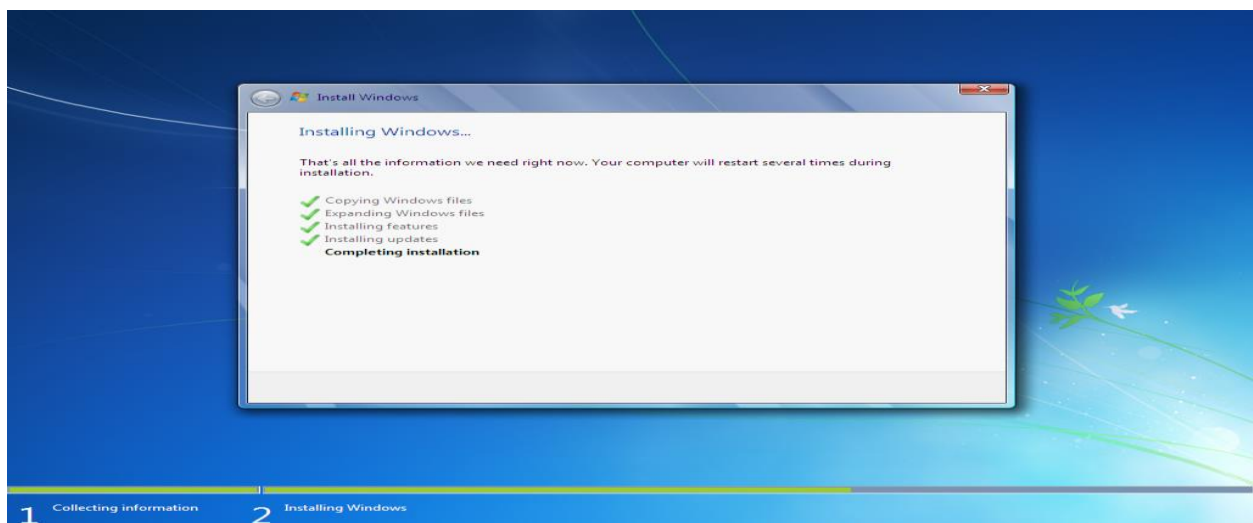 Install Windows
Installing Windows...
That's all the information we need right now. Your computer will restart several times during
installation.
Copying Windows files
Expanding Windows files
Installing features
Installing updates
Completing installation
1 Collecting information
2 Installing Windows